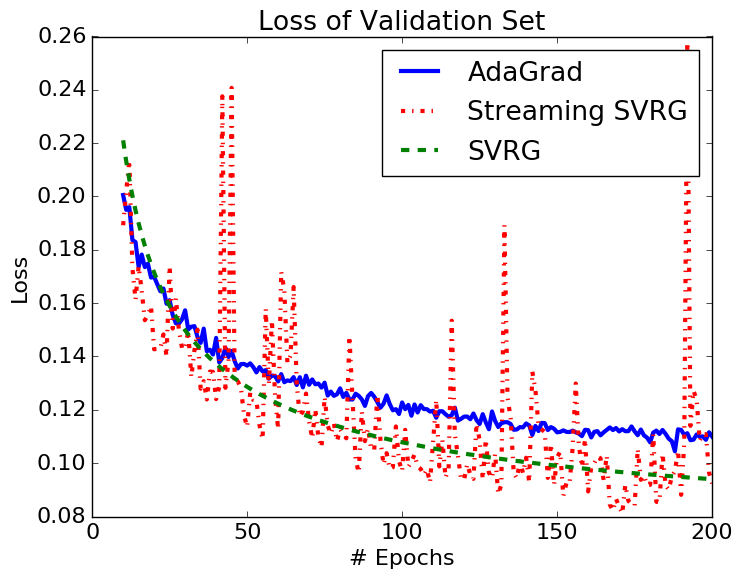 Loss of Validation Set
0.26
0.24
0.22
0.20
0.18
0.16
0.14
0.12
0.10
0.08
Loss
AdaGrad
Streaming SVRG
SVRG
0
50
100
150
200
# Epochs